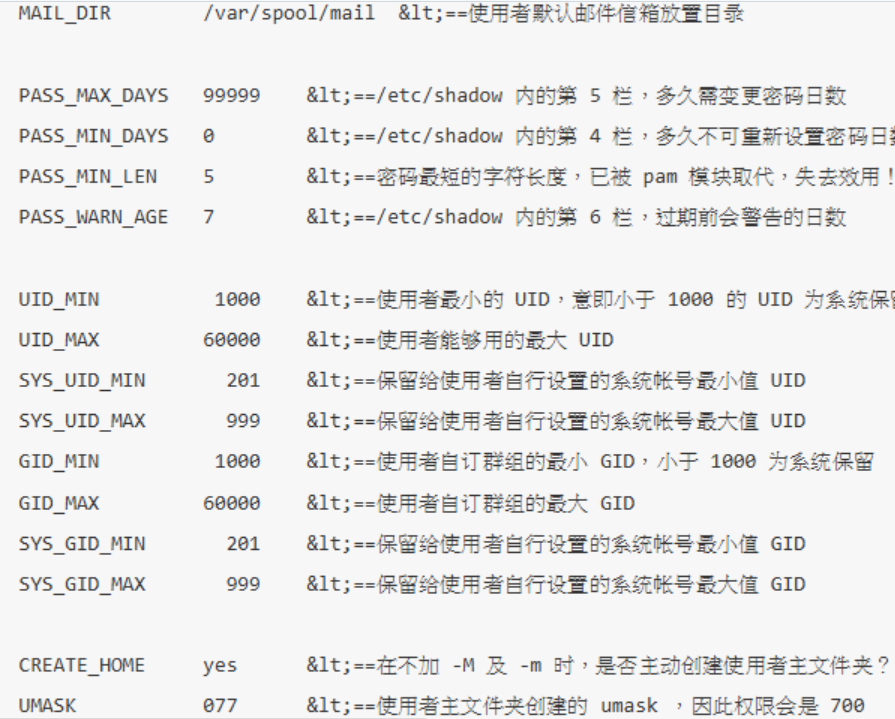 MAIL_DIR /var/spool/mail &lt;==使用者默认邮件信箱放置目录
PASS_MAX_DAYS 99999 &lt;==/etc/shadow 内的第 5 栏，多久需变更密码日数
PASS_MIN_DAYS 0 &lt;==/etc/shadow 内的第 4 栏，多久不可重新设置密码日数
PASS_MIN_LEN 5 &lt;==密码最短的字符长度，已被 pam 模块取代，失去效用！
PASS_WARN_AGE 7 &lt;==/etc/shadow 内的第 6 栏，过期前会警告的日数
UID_MIN 1000 &lt;==使用者最小的 UID，意即小于 1000 的 UID 为系统保留
UID_MAX 60000 &lt;==使用者能够用的最大 UID
SYS_UID_MIN 201 &lt;==保留给使用者自行设置的系统帐号最小值 UID
SYS_UID_MAX 999 &lt;==保留给使用者自行设置的系统帐号最大值 UID
GID_MIN 1000 &lt;==使用者自订群组的最小 GID，小于 1000 为系统保留
GID_MAX 60000 &lt;==使用者自订群组的最大 GID
SYS_GID_MIN 201 &lt;==保留给使用者自行设置的系统帐号最小值 GID
SYS_GID_MAX 999 &lt;==保留给使用者自行设置的系统帐号最大值 GID
CREATE_HOME yes &lt;==在不加 -M 及 -m 时，是否主动创建使用者主文件夹？
UMASK 077 &lt;==使用者主文件夹创建的 umask ，因此权限会是 700